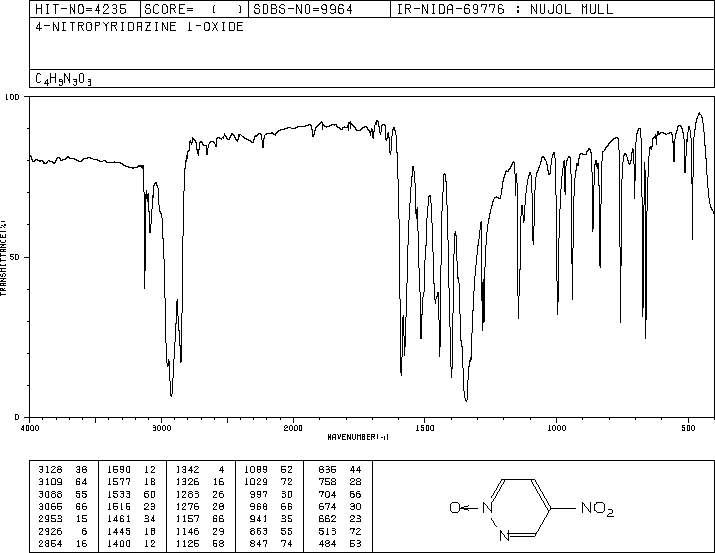 HIT-NO=4235 SCORE= ( ) SDBS-NO=9964 IR-NIDA-69776 : NUJOL MULL
4-NITROPYRIDAZINE 1-OXIDE
C4H3N3O3
100
TRANSMITTANCE(%)
50
0
4000 3000 2000 1500 1000 500
WAVENUMBER(-1)
3128 38 1590 12 1342 4 1089 52 835 44
3109 64 1577 18 1326 16 1029 72 758 28
3088 55 1533 60 1283 26 997 30 704 66
3065 66 1515 23 1276 28 968 66 674 30
2953 15 1461 34 1157 66 941 35 662 23
2926 6 1445 18 1146 29 863 55 513 72
2854 16 1400 12 1125 58 847 74 484 53
O N NO2
N